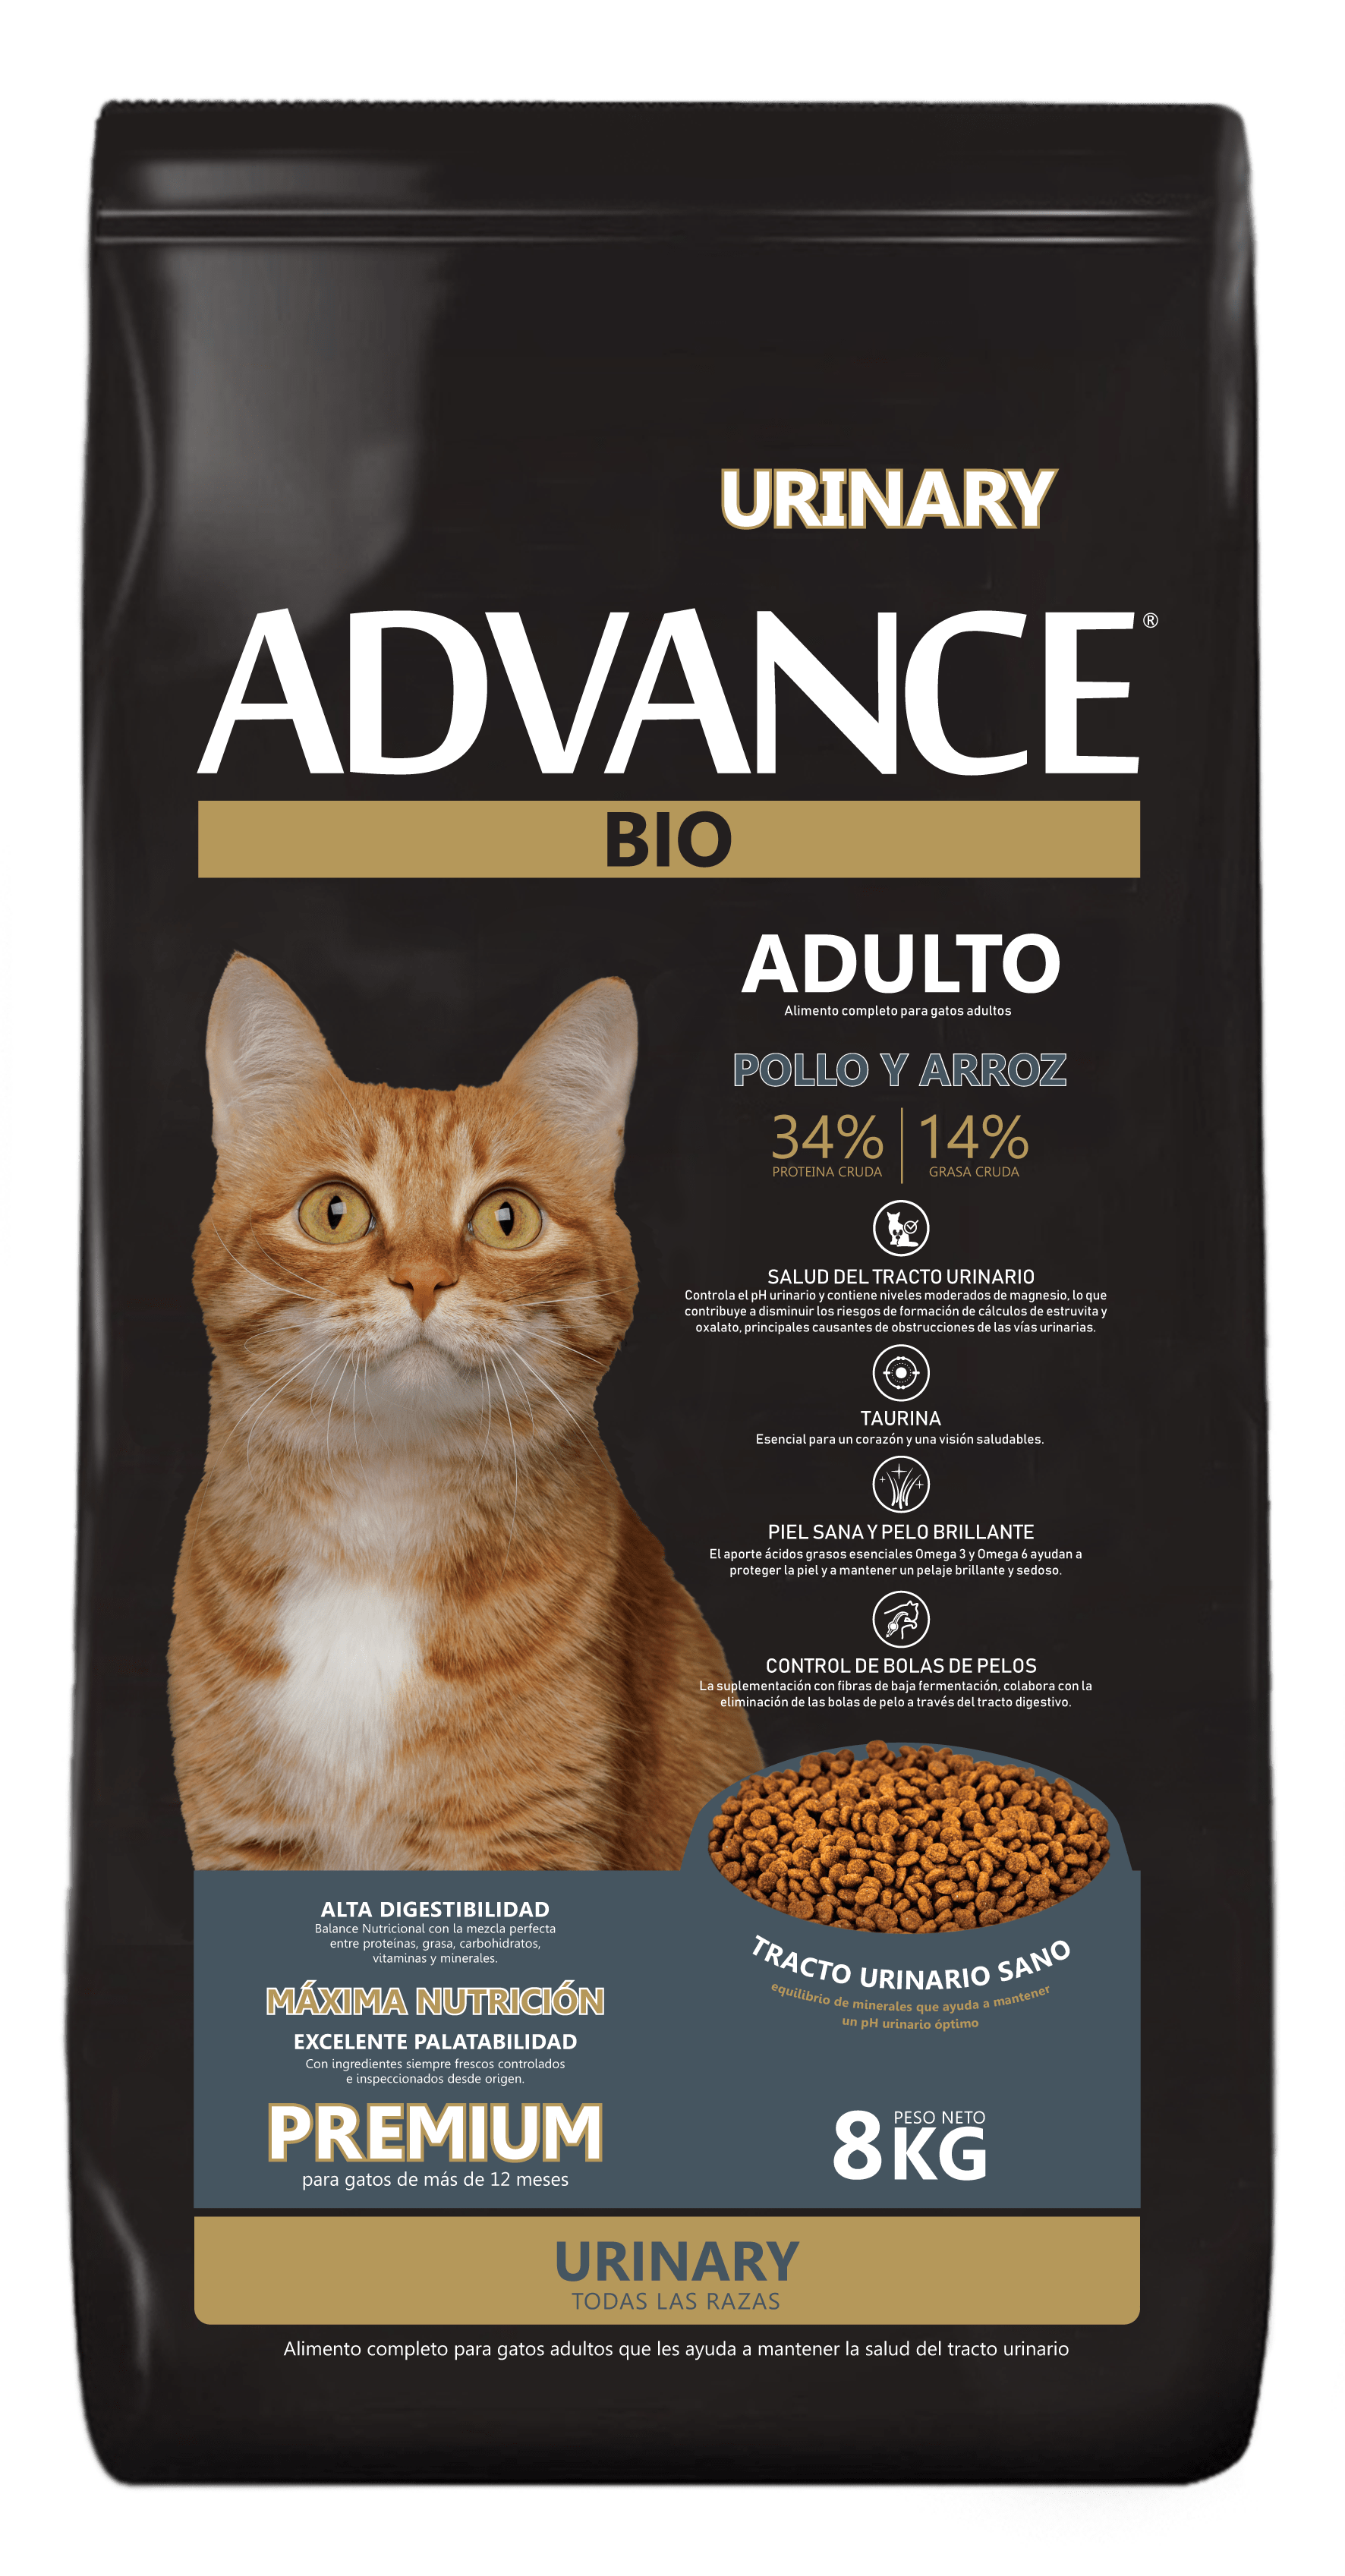 URINARY
ADVANCE®
BIO
ADULTO
Alimento completo para gatos adultos
POLLO Y ARROZ
34% 14%
PROTEINA CRUDA GRASA CRUDA
SALUD DEL TRACTO URINARIO
Controla el pH urinario y contiene niveles moderados de magnesio, lo que
contribuye a disminuir los riesgos de formación de cálculos de estruvita y
oxalato, principales causantes de obstrucciones de las vías urinarias.
TAURINA
Esencial para un corazón y una visión saludables.
PIEL SANA Y PELO BRILLANTE
El aporte ácidos grasos esenciales Omega 3 y Omega 6 ayudan a
proteger la piel y a mantener un pelaje brillante y sedoso.
CONTROL DE BOLAS DE PELOS
La suplementación con fibras de baja fermentación, colabora con la
eliminación de las bolas de pelo a través del tracto digestivo.
ALTA DIGESTIBILIDAD
Balance Nutricional con la mezcla perfecta
entre proteínas, grasa, carbohidratos,
vitaminas y minerales.
MÁXIMA NUTRICIÓN
EXCELENTE PALATABILIDAD
Con ingredientes siempre frescos controlados
e inspeccionados desde origen.
PREMIUM
para gatos de más de 12 meses
TRACTO URINARIO SANO
equilibrio de minerales que ayuda a mantener
un pH urinario óptimo
PESO NETO
8KG
URINARY
TODAS LAS RAZAS
Alimento completo para gatos adultos que les ayuda a mantener la salud del tracto urinario